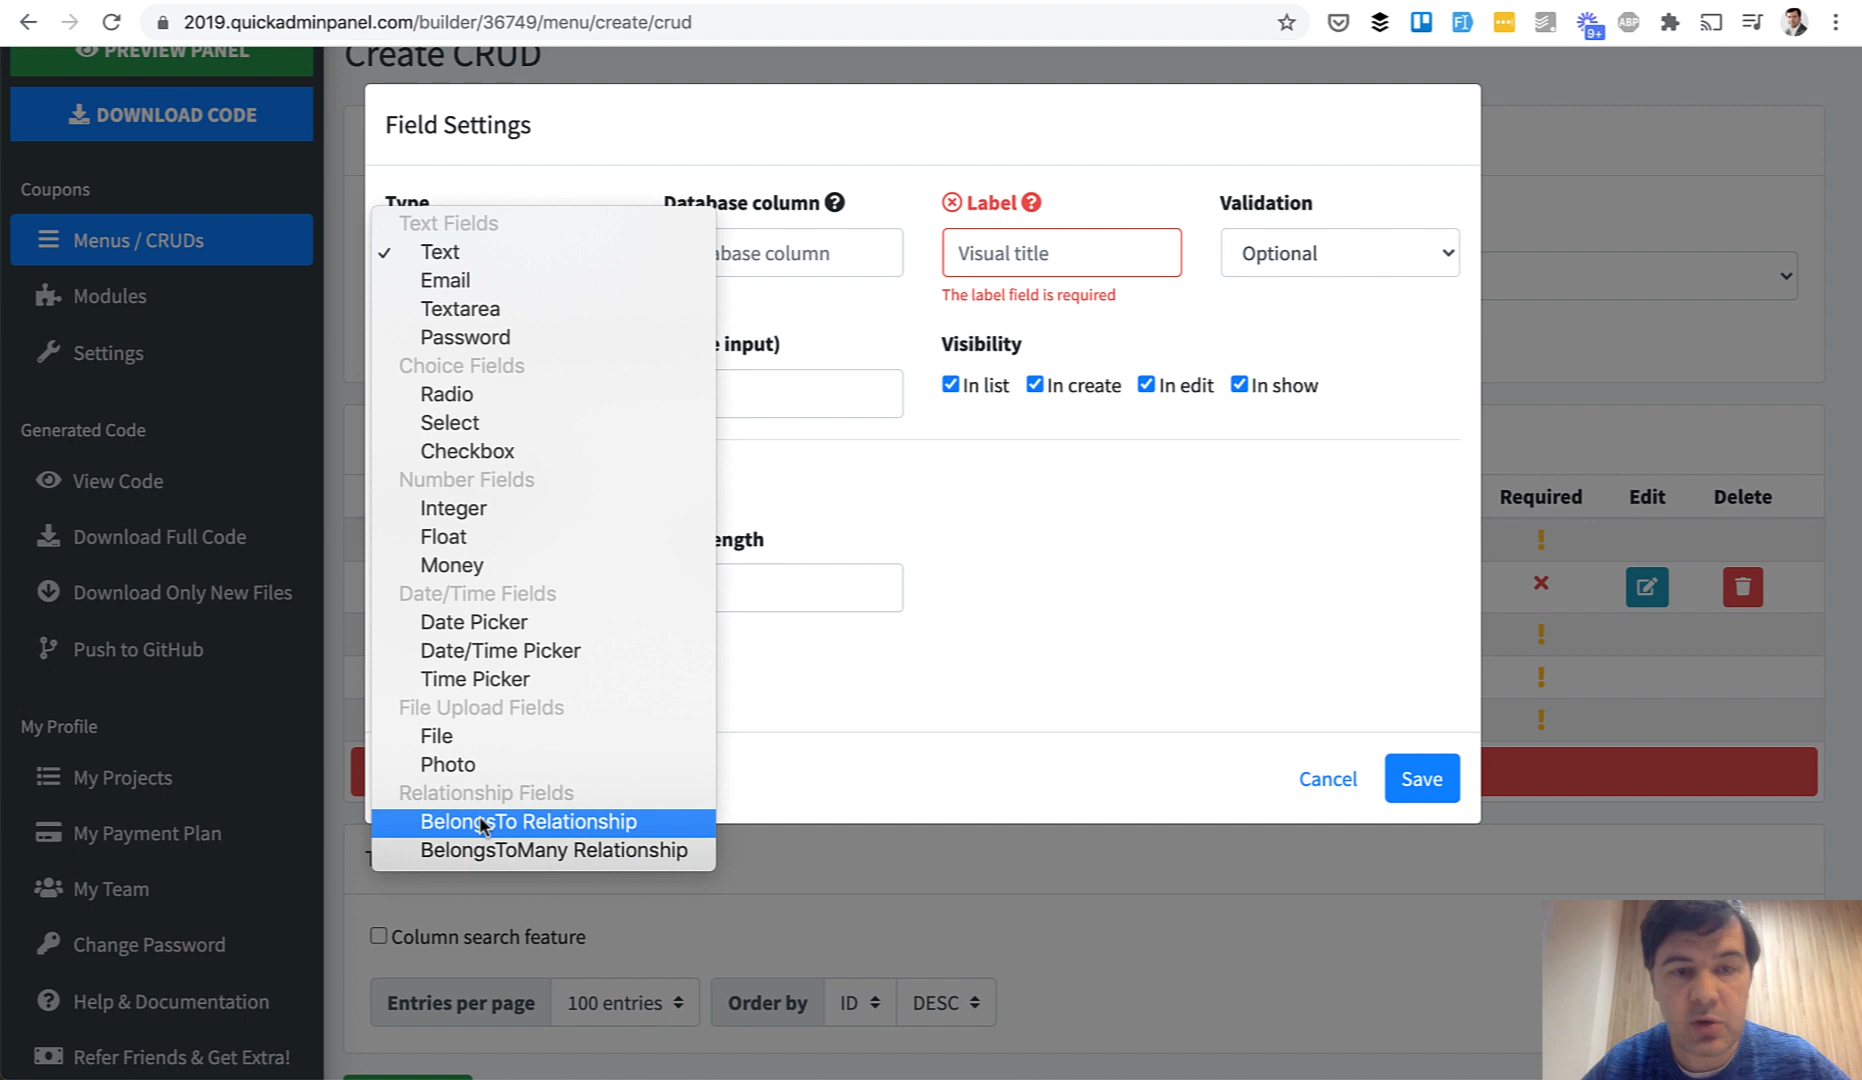 2019.quickadminpanel.com/builder/36749/menu/create/crud
9+
ABP
PREVIEW PANEL
DOWNLOAD CODE
Coupons
Menus / CRUDs
Modules
Settings
Generated Code
View Code
Download Full Code
Download Only New Files
Push to GitHub
My Profile
My Projects
My Payment Plan
My Team
Change Password
Help & Documentation
Refer Friends & Get Extra!
Create CRUD
Field Settings
Type
Database column
Label
Validation
Text Fields
Text
Email
Textarea
Password
Choice Fields
Radio
Select
Checkbox
Number Fields
Integer
Float
Money
Date/Time Fields
Date Picker
Date/Time Picker
Time Picker
File Upload Fields
File
Photo
Relationship Fields
BelongsTo Relationship
BelongsToMany Relationship
column
Visual title
Optional
The label field is required
input)
Visibility
In list
In create
In edit
In show
Required
Edit
Delete
Cancel
Save
Column search feature
Entries per page
100 entries
Order by
ID
DESC